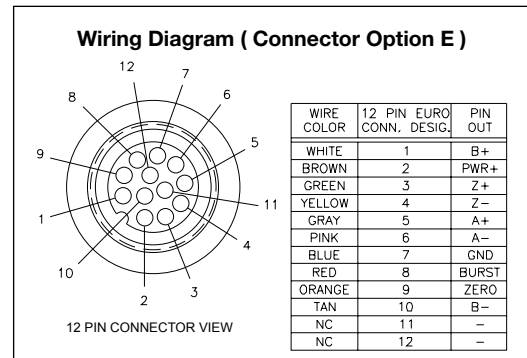 Wiring Diagram ( Connector Option E )
12
7
8
6
9
5
1
11
10
4
2
3
12 PIN CONNECTOR VIEW
WIRE COLOR 12 PIN EURO CONN. DESIG. PIN OUT
WHITE 1 B+
BROWN 2 PWR+
GREEN 3 Z+
YELLOW 4 Z–
GRAY 5 A+
PINK 6 A–
BLUE 7 GND
RED 8 BURST
ORANGE 9 ZERO
TAN 10 B–
NC 11 –
NC 12 –